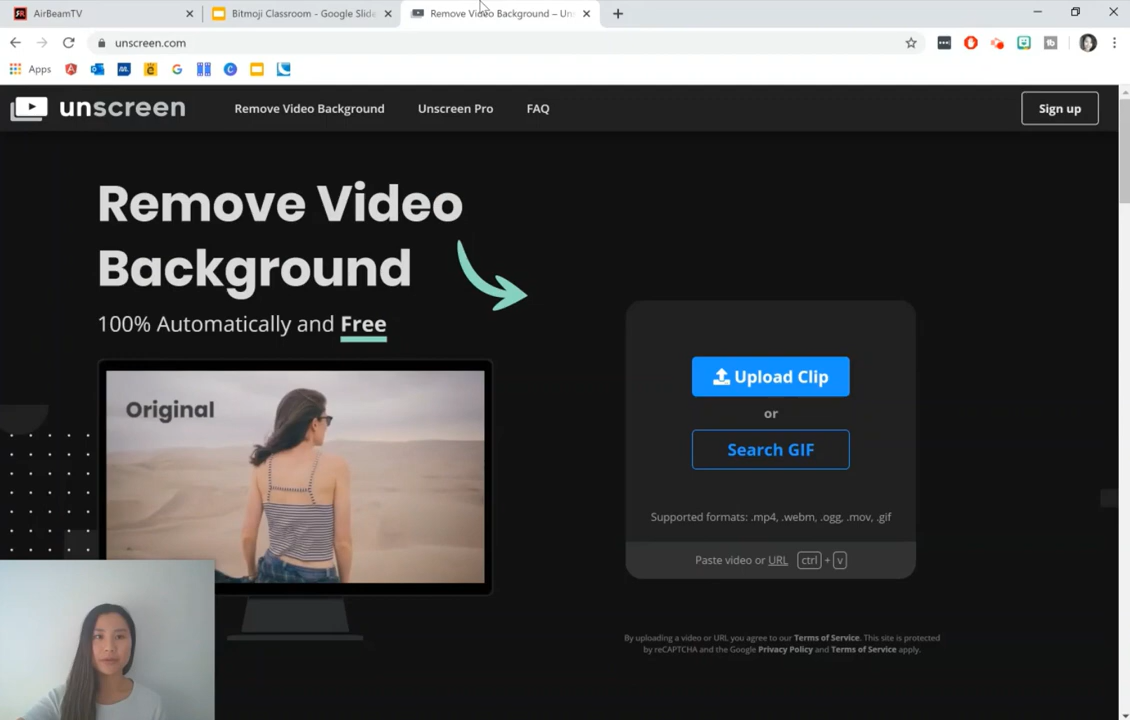 AirBeamTV
Bitmoji Classroom - Google Slide
Remove Video Background – Un
unscreen.com
Apps
unscreen
Remove Video Background
Unscreen Pro
FAQ
Sign up
Remove Video
Background
100% Automatically and Free
Original
Upload Clip
or
Search GIF
Supported formats: .mp4, .webm, .ogg, .mov, .gif
Paste video or URL ctrl + v
By uploading a video or URL you agree to our Terms of Service. This site is protected
by reCAPTCHA and the Google Privacy Policy and Terms of Service apply.